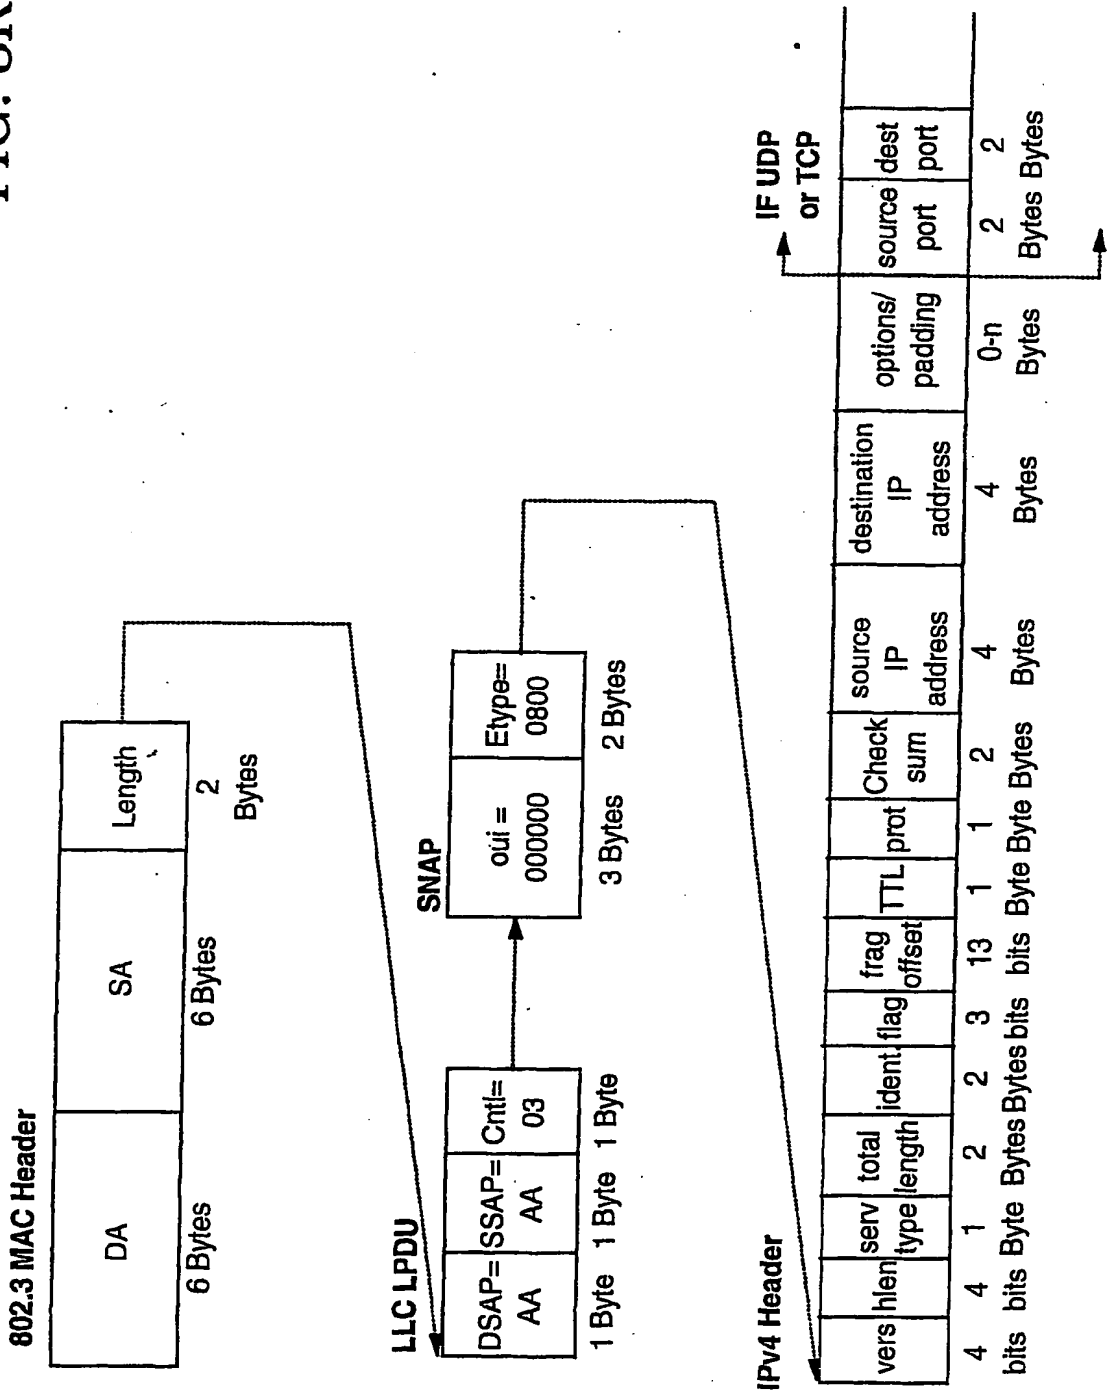 802.3 MAC Header
DA
SA
Length
6 Bytes
6 Bytes
2
Bytes
LLC LPDU
DSAP=
AA
SSAP=
AA
Cntl=
03
1 Byte
1 Byte
1 Byte
SNAP
oui =
000000
Etype=
0800
3 Bytes
2 Bytes
IPv4 Header
IF UDP
or TCP
vers
hlen
serv
type
total
length
ident.
flag
frag
offset
TTL
prot
Check
sum
source
IP
address
destination
IP
address
options/
padding
source
port
dest
port
4
bits
4
bits
1
Byte
2
Bytes
2
Bytes
3
bits
13
bits
1
Byte
1
Byte
2
Bytes
4
Bytes
4
Bytes
0-n
Bytes
2
Bytes
2
Bytes